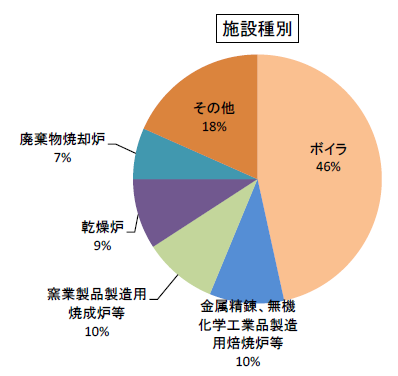 施設種別
ボイラ
46%
金属精錬、無機
化学工業品製造
用焙焼炉等
10%
窯業製品製造用
焼成炉等
10%
乾燥炉
9%
廃棄物焼却炉
7%
その他
18%